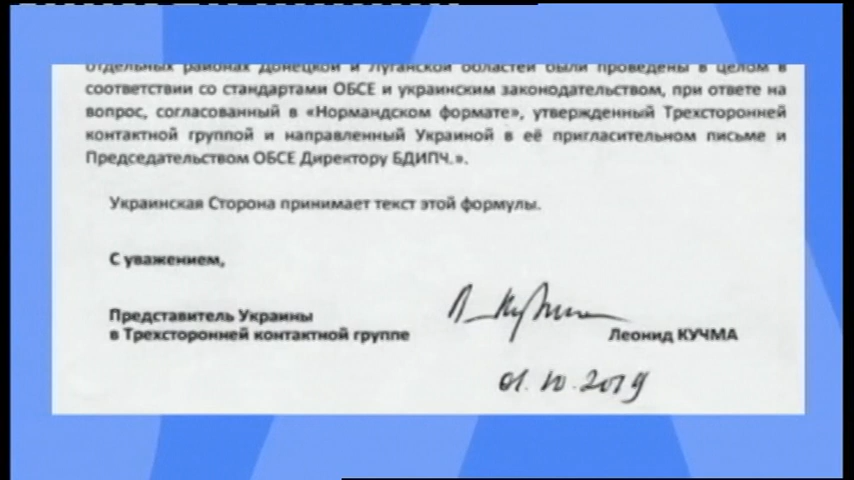 отдельных районах Донецкой и Луганской областей были проведены в целом в
соответствии со стандартами ОБСЕ и украинским законодательством, при ответе на
вопрос, согласованный в «Нормандском формате», утвержденный Трехсторонней
контактной группой и направленный Украиной в её пригласительном письме и
Председательством ОБСЕ Директору БДИПЧ.».
Украинская Сторона принимает текст этой формулы.
С уважением,
Представитель Украины
в Трехсторонней контактной группе
Леонид КУЧМА
01.10.2019